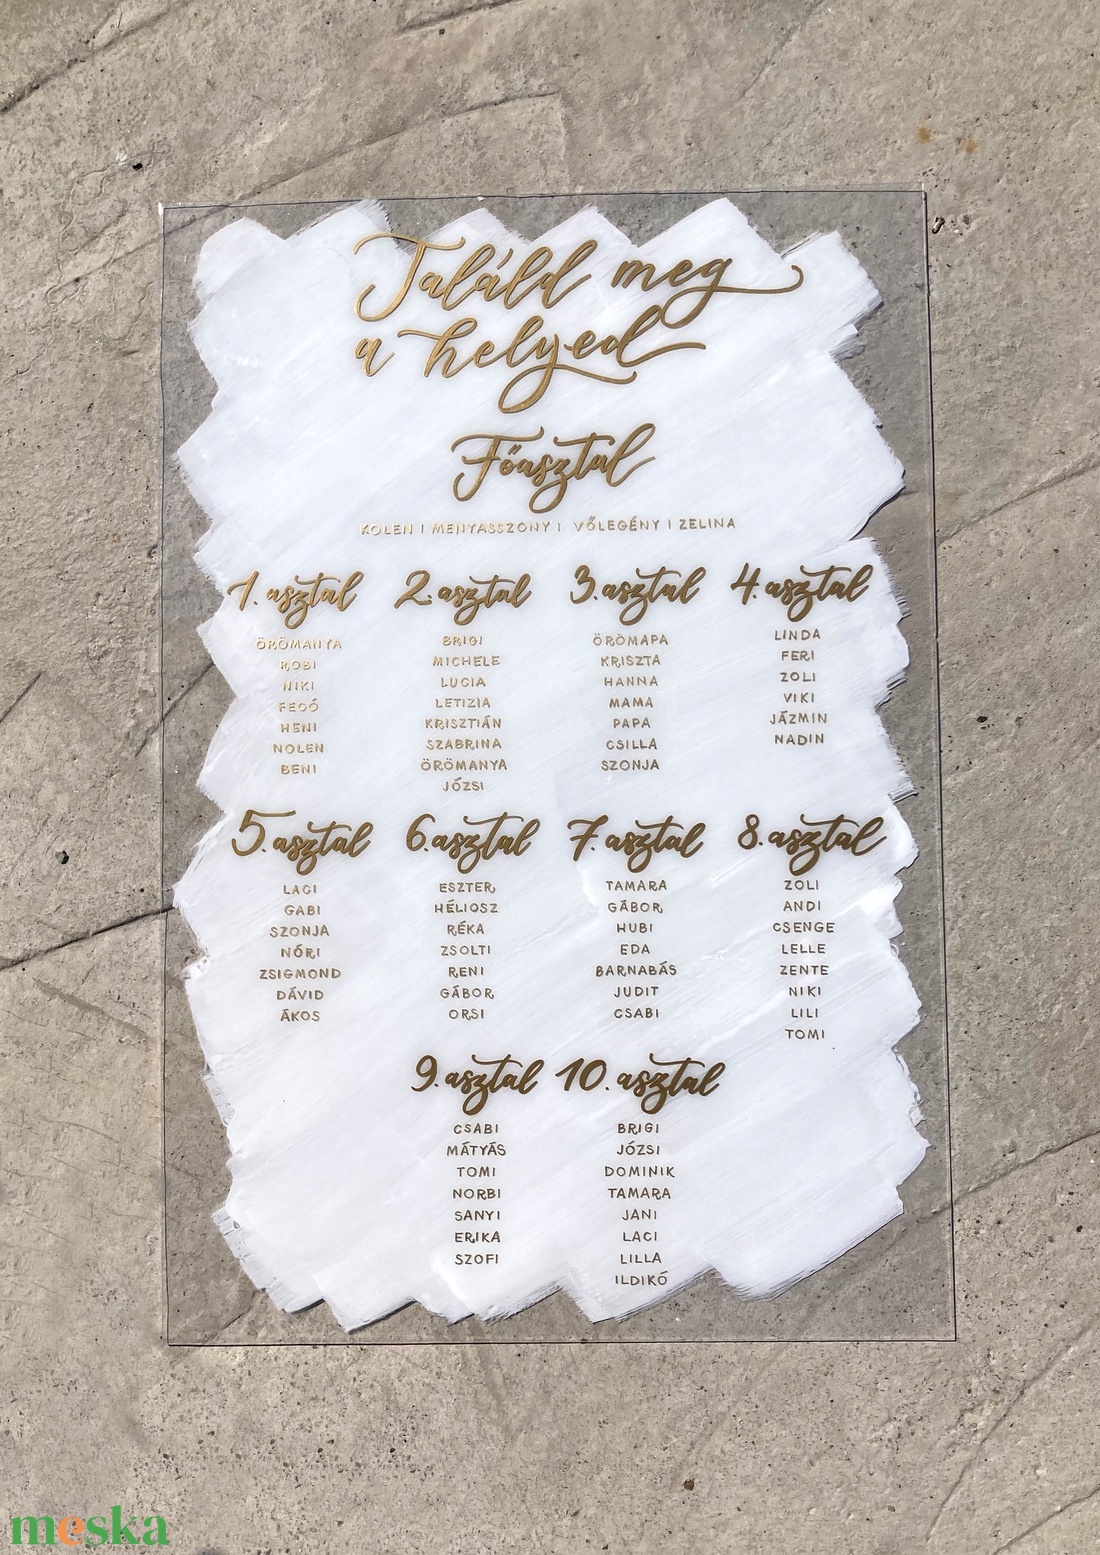 Találd meg
a helyed
Főasztal
KOLEN | MENYASSZONY | VŐLEGÉNY | ZELINA
1. asztal
ÖRÖMANYA
ROBI
NIKI
FECÓ
HENI
NOLEN
BENI
2. asztal
BRIGI
MICHELE
LUCIA
LETIZIA
KRISZTIÁN
SZABRINA
ÖRÖMANYA
JÓZSI
3. asztal
ÖRÖMAPA
KRISZTA
HANNA
MAMA
PAPA
CSILLA
SZONJA
4. asztal
LINDA
FERI
ZOLI
VIKI
JÁZMIN
NADIN
5. asztal
LACI
GABI
SZONJA
NÓRI
ZSIGMOND
DÁVID
ÁKOS
6. asztal
ESZTER
HÉLIOSZ
RÉKA
ZSOLTI
RENI
GÁBOR
ORSI
7. asztal
TAMARA
GÁBOR
HUBI
EDA
BARNABÁS
JUDIT
CSABI
8. asztal
ZOLI
ANDI
CSENGE
LELLE
ZENTE
NIKI
LILI
TOMI
9. asztal
CSABI
MÁTYÁS
TOMI
NORBI
SANYI
ERIKA
SZOFI
10. asztal
BRIGI
JÓZSI
DOMINIK
TAMARA
JANI
LACI
LILLA
ILDIKÓ
meska